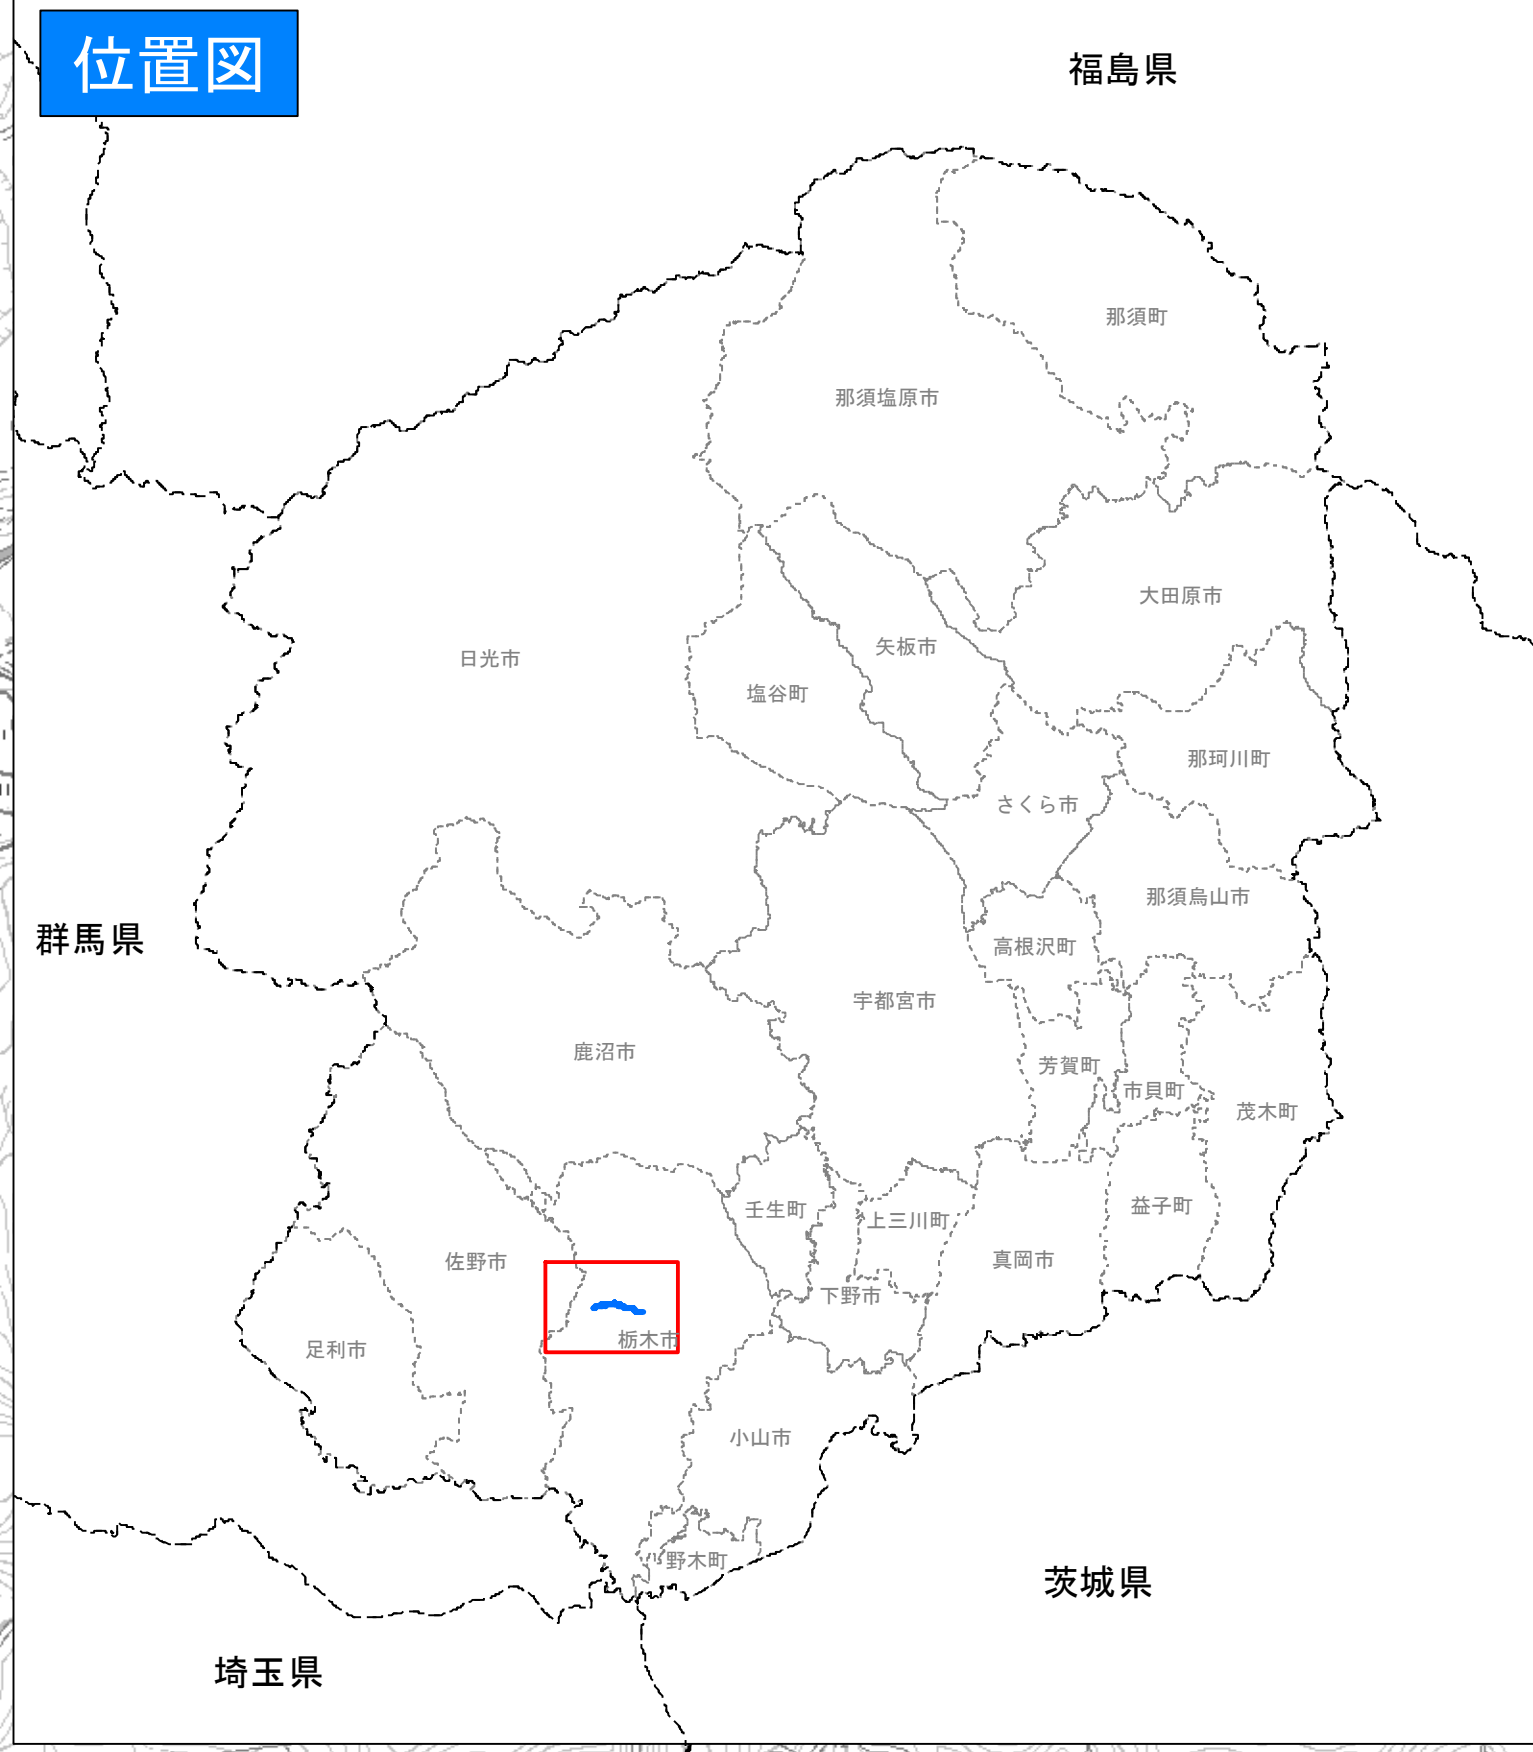 位置図
福島県
那須町
那須塩原市
大田原市
矢板市
日光市
塩谷町
那珂川町
さくら市
那須烏山市
群馬県
高根沢町
宇都宮市
鹿沼市
芳賀町
市貝町
茂木町
益子町
壬生町
上三川町
真岡市
佐野市
下野市
栃木市
足利市
小山市
野木町
茨城県
埼玉県